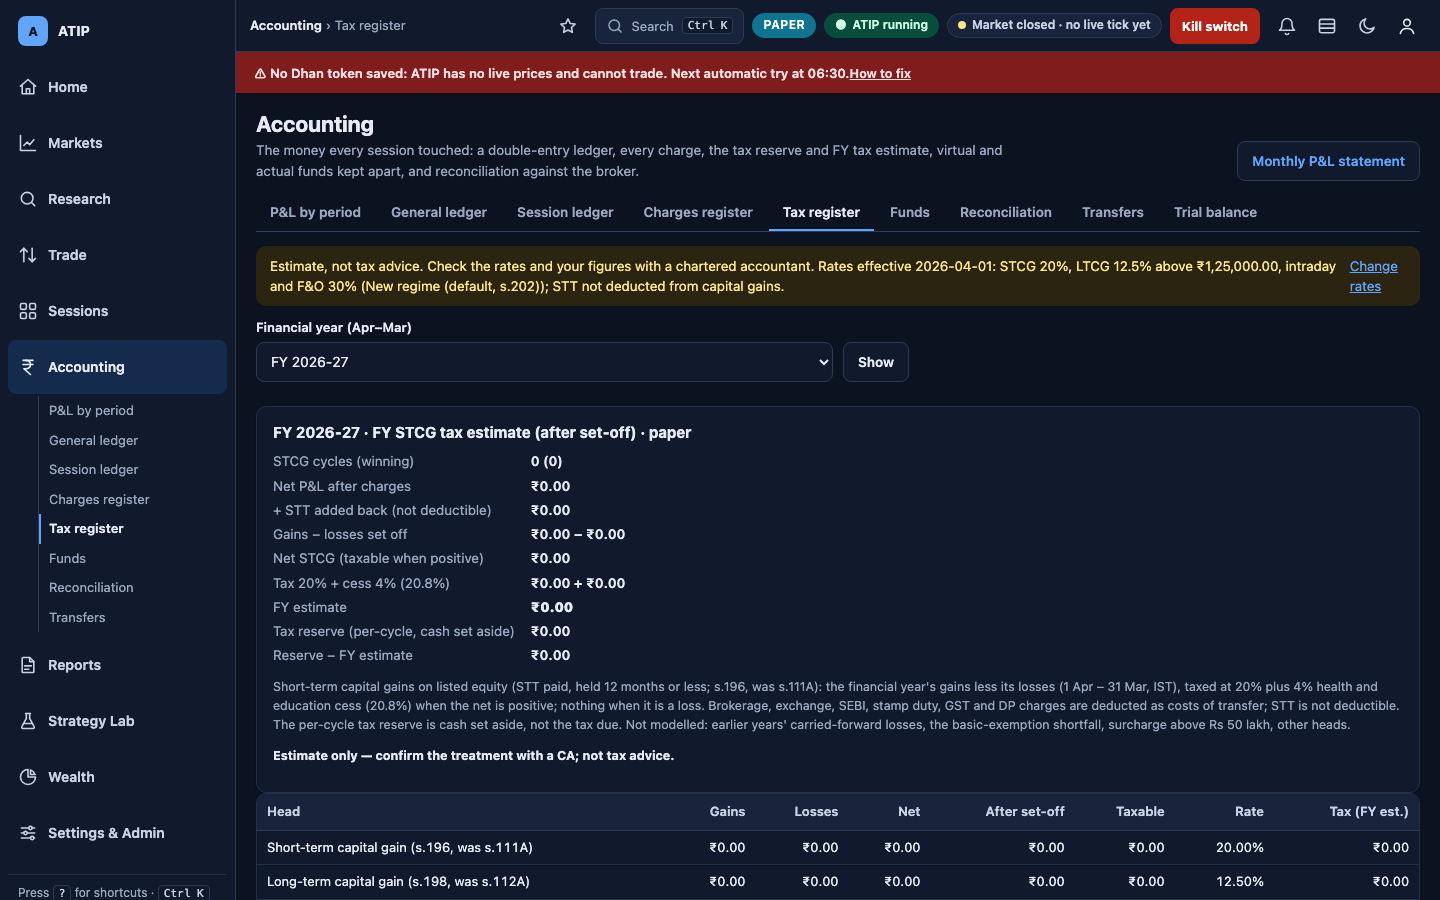 A ATIP
Home
Markets
Research
Trade
Sessions
Accounting
P&L by period
General ledger
Session ledger
Charges register
Tax register
Funds
Reconciliation
Transfers
Reports
Strategy Lab
Wealth
Settings & Admin
Press ? for shortcuts · Ctrl K
Accounting › Tax register
Search Ctrl K
PAPER
ATIP running
Market closed · no live tick yet
Kill switch
⚠ No Dhan token saved: ATIP has no live prices and cannot trade. Next automatic try at 06:30.How to fix
Accounting
The money every session touched: a double-entry ledger, every charge, the tax reserve and FY tax estimate, virtual and
actual funds kept apart, and reconciliation against the broker.
Monthly P&L statement
P&L by period General ledger Session ledger Charges register Tax register Funds Reconciliation Transfers Trial balance
Estimate, not tax advice. Check the rates and your figures with a chartered accountant. Rates effective 2026-04-01: STCG 20%, LTCG 12.5% above ₹1,25,000.00, intraday
and F&O 30% (New regime (default, s.202)); STT not deducted from capital gains.
Change
rates
Financial year (Apr–Mar)
FY 2026-27
Show
FY 2026-27 · FY STCG tax estimate (after set-off) · paper
STCG cycles (winning) 0 (0)
Net P&L after charges ₹0.00
+ STT added back (not deductible) ₹0.00
Gains − losses set off ₹0.00 − ₹0.00
Net STCG (taxable when positive) ₹0.00
Tax 20% + cess 4% (20.8%) ₹0.00 + ₹0.00
FY estimate ₹0.00
Tax reserve (per-cycle, cash set aside) ₹0.00
Reserve − FY estimate ₹0.00
Short-term capital gains on listed equity (STT paid, held 12 months or less; s.196, was s.111A): the financial year's gains less its losses (1 Apr – 31 Mar, IST), taxed at 20% plus 4% health and
education cess (20.8%) when the net is positive; nothing when it is a loss. Brokerage, exchange, SEBI, stamp duty, GST and DP charges are deducted as costs of transfer; STT is not deductible.
The per-cycle tax reserve is cash set aside, not the tax due. Not modelled: earlier years' carried-forward losses, the basic-exemption shortfall, surcharge above Rs 50 lakh, other heads.
Estimate only — confirm the treatment with a CA; not tax advice.
Head Gains Losses Net After set-off Taxable Rate Tax (FY est.)
Short-term capital gain (s.196, was s.111A) ₹0.00 ₹0.00 ₹0.00 ₹0.00 ₹0.00 20.00% ₹0.00
Long-term capital gain (s.198, was s.112A) ₹0.00 ₹0.00 ₹0.00 ₹0.00 ₹0.00 12.50% ₹0.00